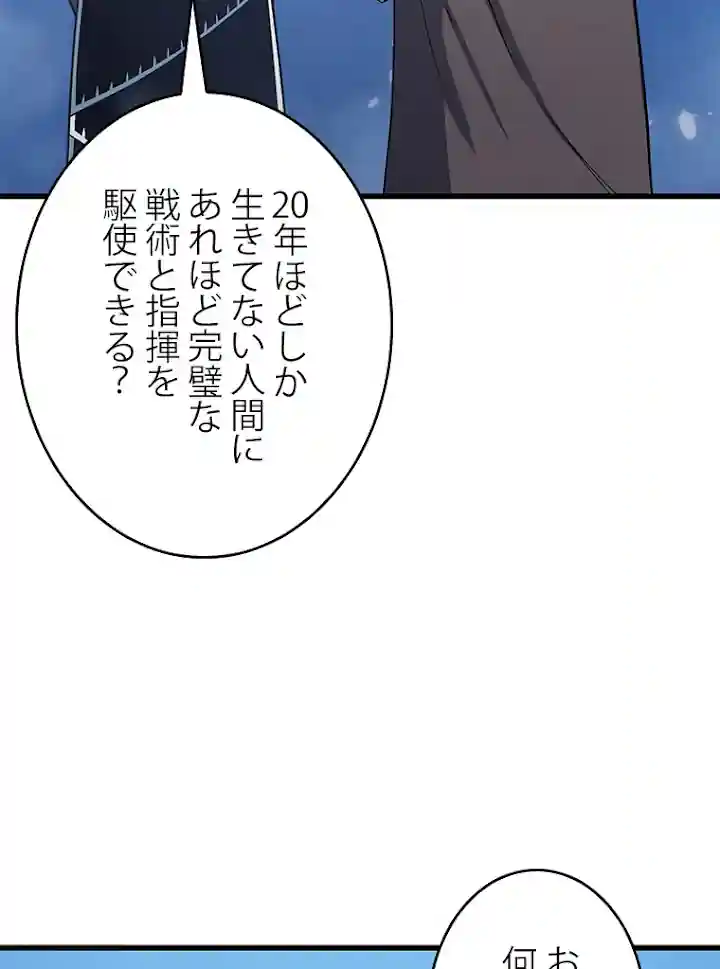 20年ほどしか
生きてない人間に
あれほど完璧な
戦術と指揮を
駆使できる？
お
何